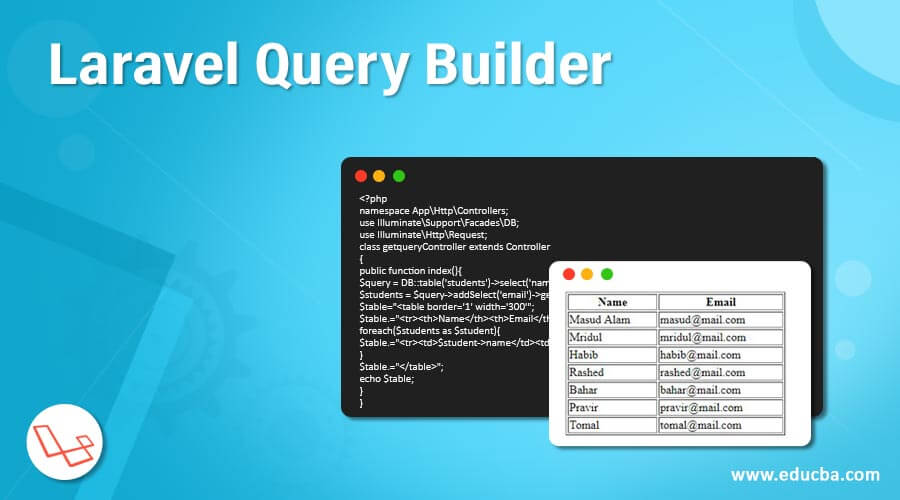 Laravel Query Builder
<?php
namespace App\Http\Controllers;
use Illuminate\Support\Facades\DB;
use Illuminate\Http\Request;
class getqueryController extends Controller
{
public function index(){
$query = DB::table('students')->select('nam
$students = $query->addSelect('email')->ge
$table="<table border='1' width='300'";
$table.="<tr><th>Name</th><th>Email</th
foreach($students as $student){
$table.="<tr><td>$student->name</td><td
}
$table.="</table>";
echo $table;
}
}
Name Email
Masud Alam masud@mail.com
Mridul mridul@mail.com
Habib habib@mail.com
Rashed rashed@mail.com
Bahar bahar@mail.com
Pravir pravir@mail.com
Tomal tomal@mail.com
www.educba.com